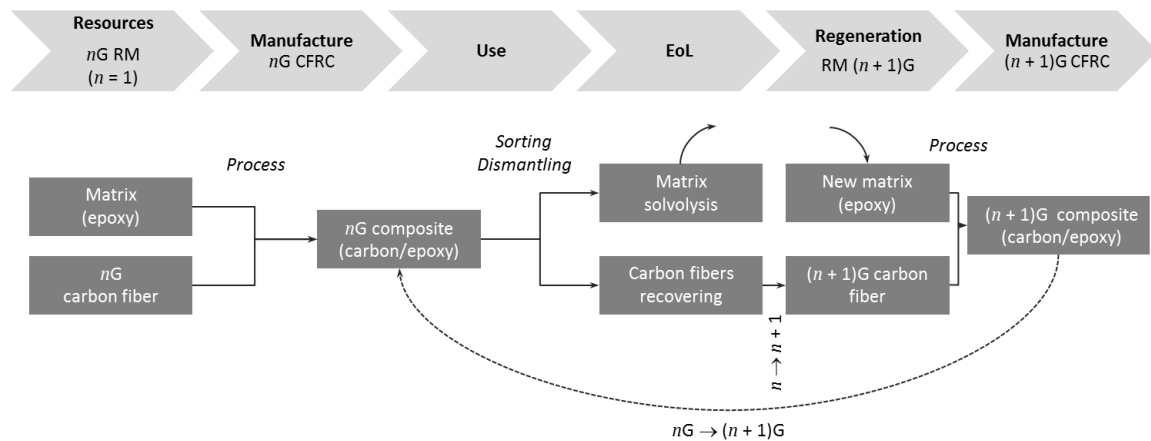 Resources
nG RM
(n = 1)
Manufacture
nG CFRC
Use
EoL
Regeneration
RM (n + 1)G
Manufacture
(n + 1)G CFRC
Process
Sorting
Dismantling
Process
Matrix
(epoxy)
nG
carbon fiber
nG composite
(carbon/epoxy)
Matrix
solvolysis
Carbon fibers
recovering
New matrix
(epoxy)
(n + 1)G carbon
fiber
(n + 1)G composite
(carbon/epoxy)
n → n + 1
nG → (n + 1)G